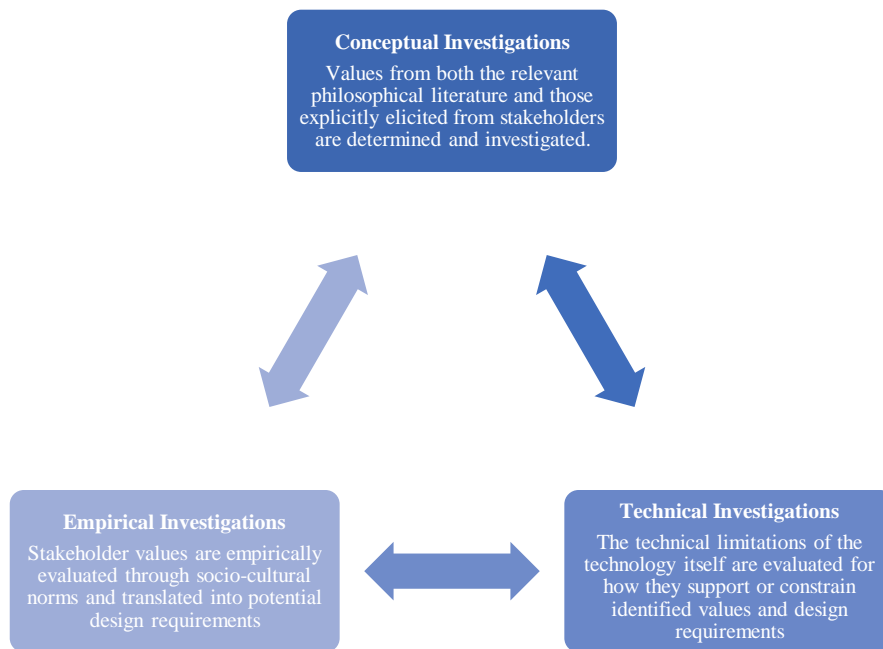 Conceptual Investigations
Values from both the relevant
philosophical literature and those
explicitly elicited from stakeholders
are determined and investigated.
Empirical Investigations
Stakeholder values are empirically
evaluated through socio-cultural
norms and translated into potential
design requirements
Technical Investigations
The technical limitations of the
technology itself are evaluated for
how they support or constrain
identified values and design
requirements